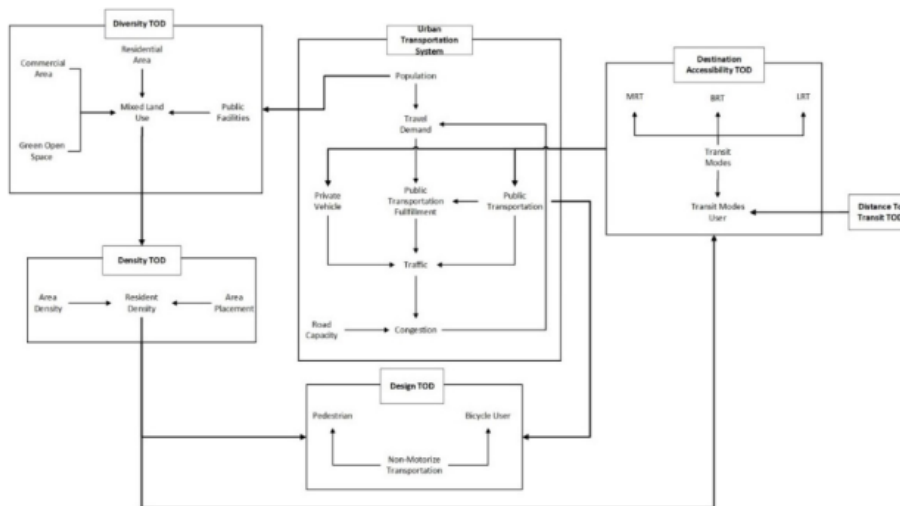 Diversity TOD
Residential
Area
Commercial
Area
Mixed Land
Use
Public
Facilities
Green Open
Space
Urban
Transportation
System
Population
Travel
Demand
Private
Vehicle
Public
Transportation
Fullfillment
Public
Transportation
Traffic
Road
Capacity
Congestion
Destination
Accessibility TOD
MRT
BRT
LRT
Transit
Modes
Transit Modes
User
Distance To
Transit TOD
Density TOD
Area
Density
Resident
Density
Area
Placement
Design TOD
Pedestrian
Bicycle User
Non-Motorize
Transportation